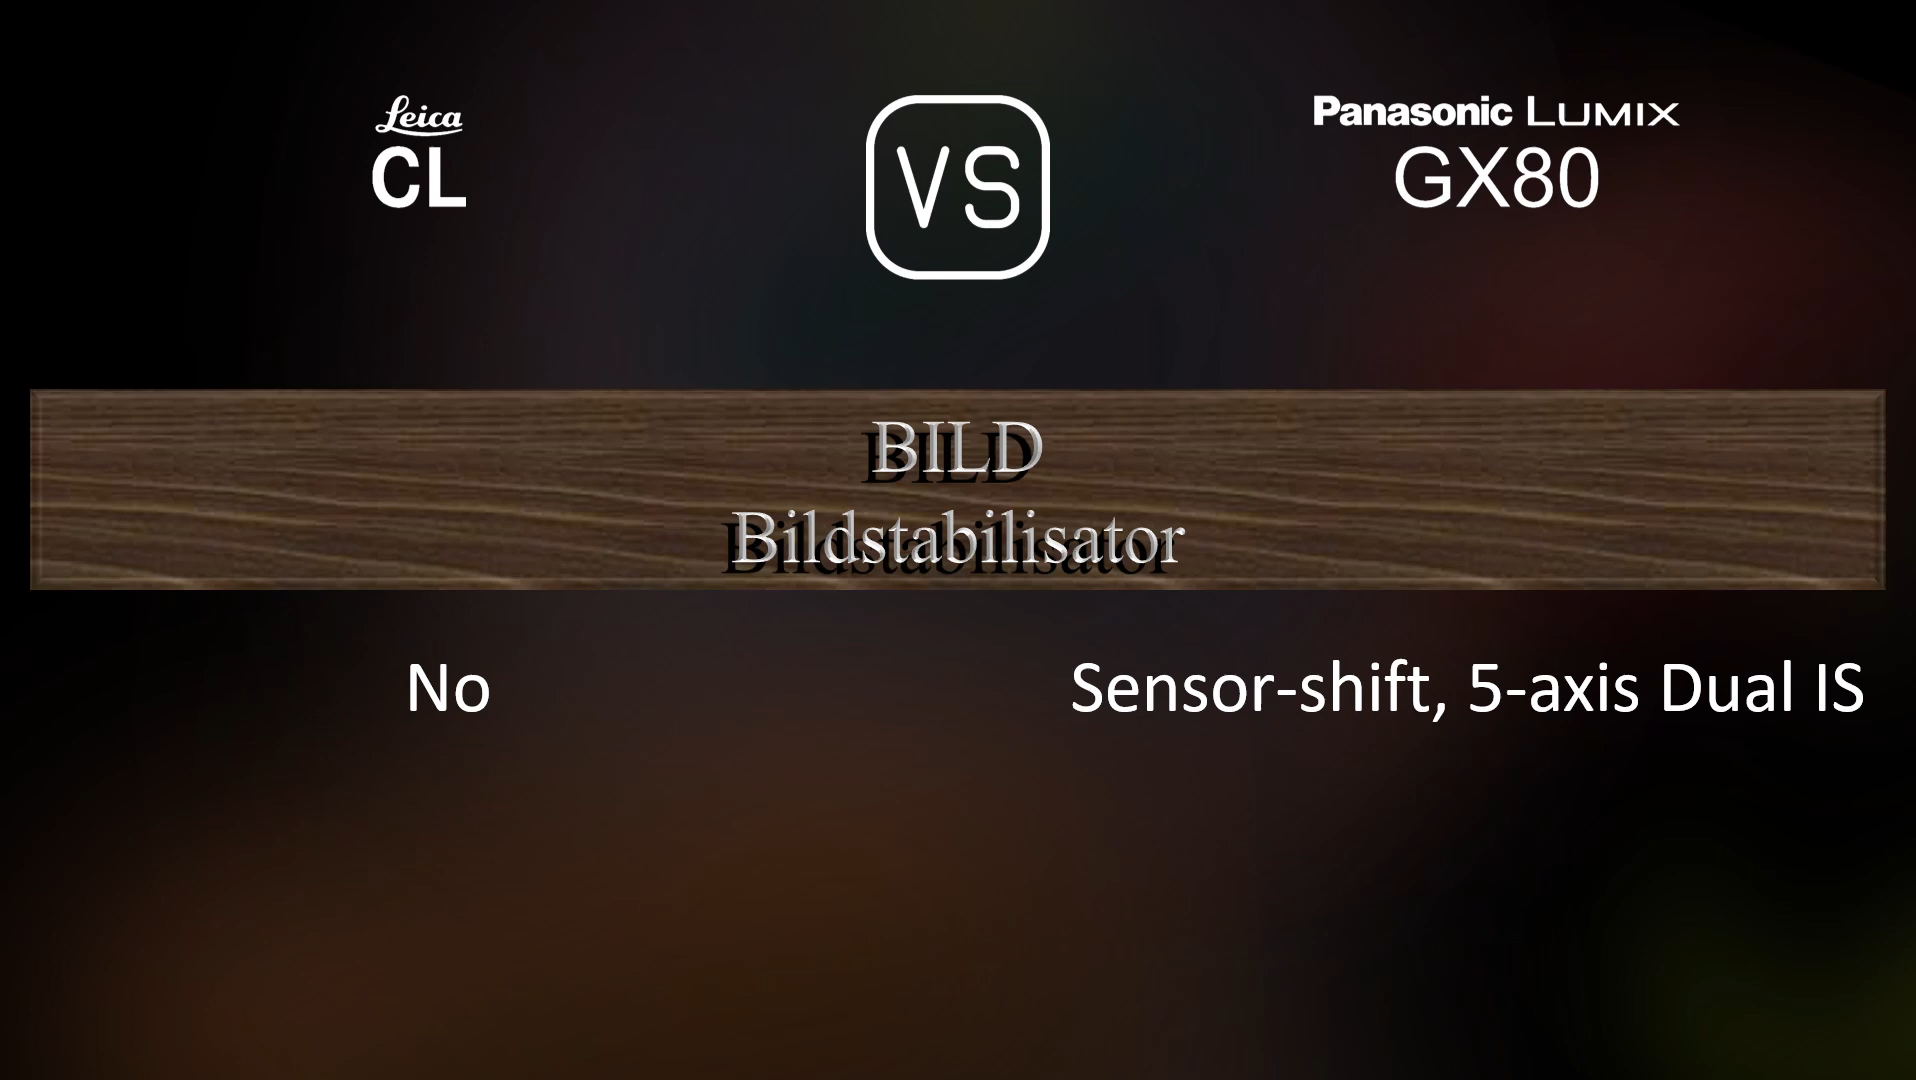 Leica
CL
VS
Panasonic LUMIX
GX80
BILD
Bildstabilisator
No
Sensor-shift, 5-axis Dual IS